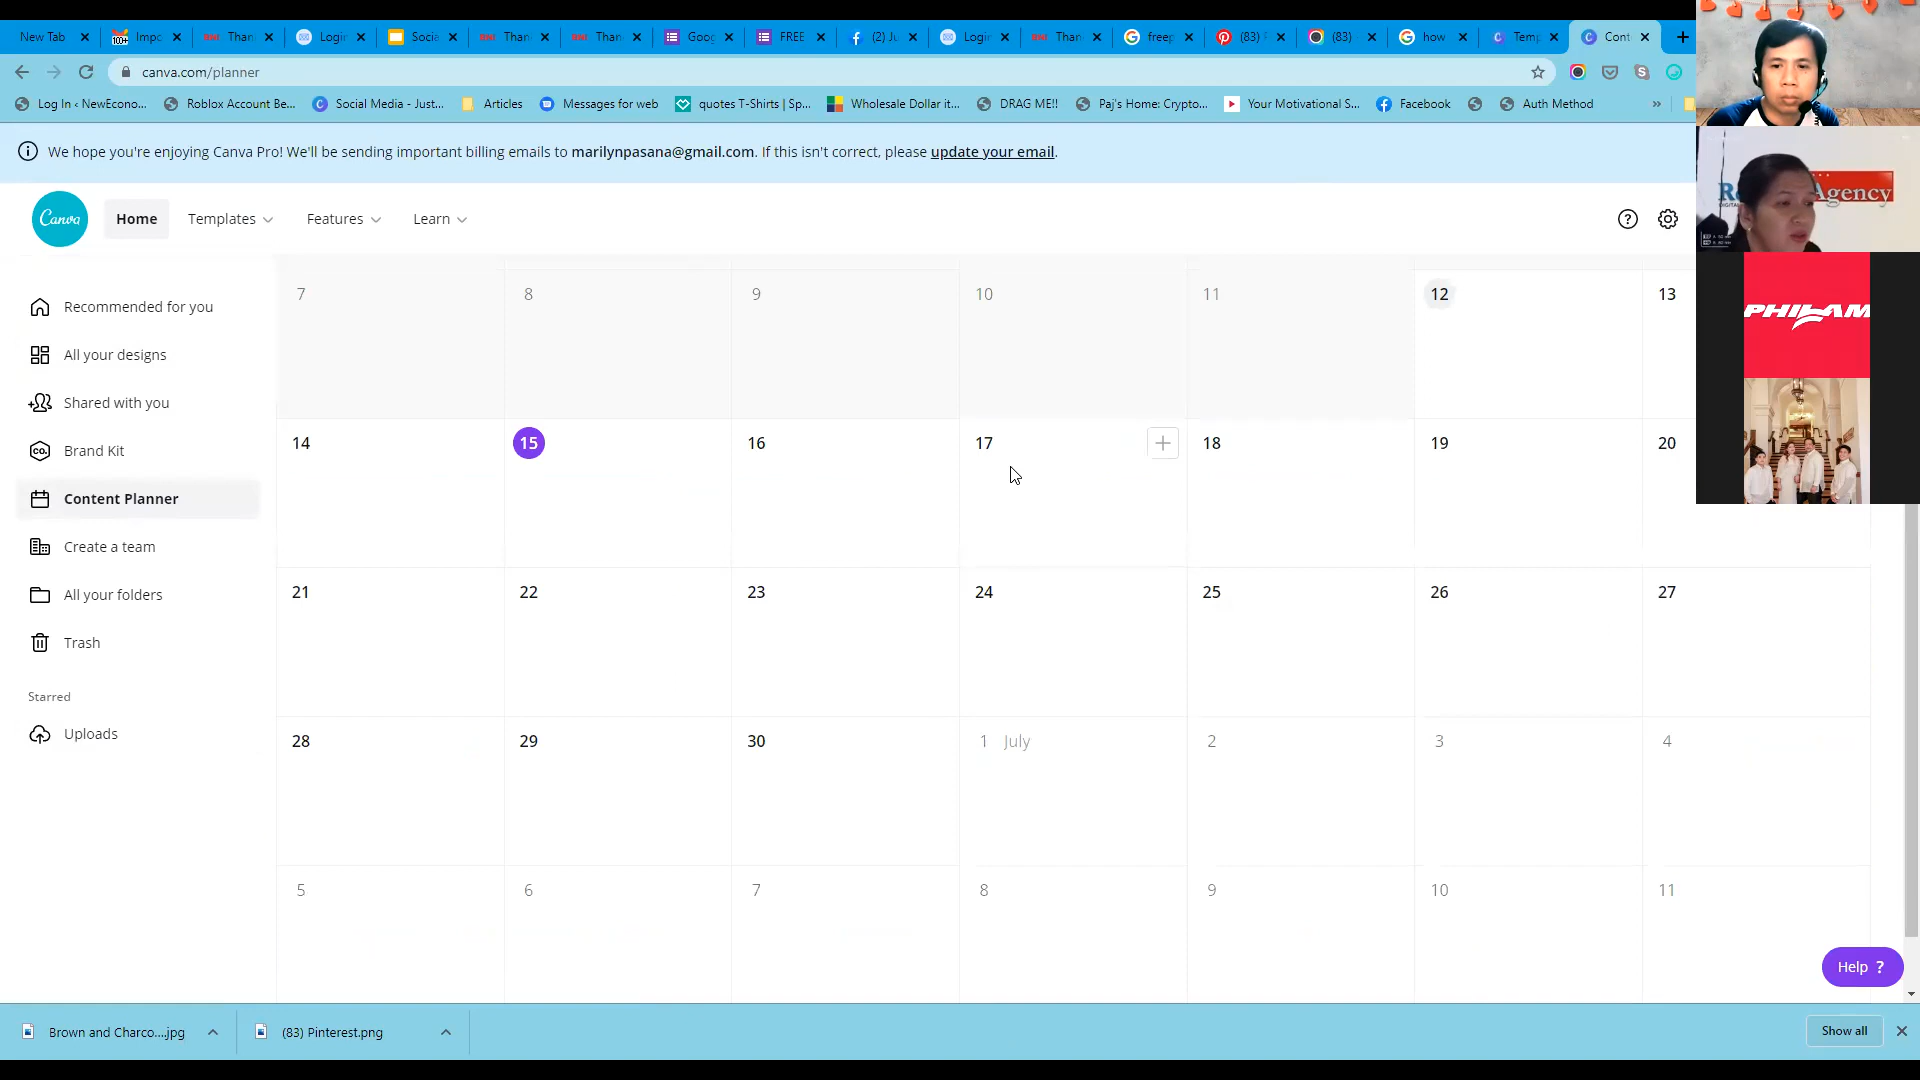 New Tab
100+ Impo
Than
Login
Socia
Than
Than
Goog
FREE
(2) Ju
Login
Than
freep
(83)
(83)
how
Temp
Cont
canva.com/planner
Log In ‹ NewEcono...
Roblox Account Be...
Social Media - Just...
Articles
Messages for web
quotes T-Shirts | Sp...
Wholesale Dollar it...
DRAG ME!!
Paj's Home: Crypto...
Your Motivational S...
Facebook
Auth Method
»
We hope you're enjoying Canva Pro! We'll be sending important billing emails to marilynpasana@gmail.com. If this isn't correct, please update your email.
Canva
Home
Templates
Features
Learn
Agency
PHILAM
Recommended for you
All your designs
Shared with you
Brand Kit
co.
Content Planner
Create a team
All your folders
Trash
Starred
Uploads
7 8 9 10 11 12 13
14 15 16 17 18 19 20
21 22 23 24 25 26 27
28 29 30 1 July 2 3 4
5 6 7 8 9 10 11
Help ?
Brown and Charco....jpg
(83) Pinterest.png
Show all